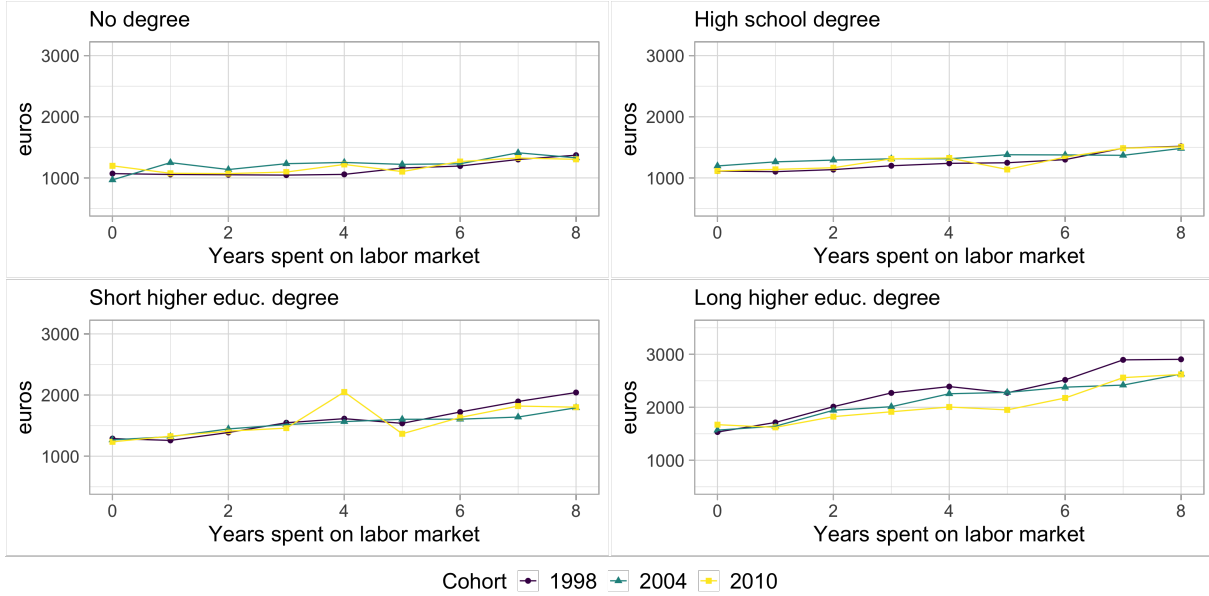 No degree
3000
2000
1000
euros
0 2 4 6 8
Years spent on labor market
High school degree
3000
2000
1000
euros
0 2 4 6 8
Years spent on labor market
Short higher educ. degree
3000
2000
1000
euros
0 2 4 6 8
Years spent on labor market
Long higher educ. degree
3000
2000
1000
euros
0 2 4 6 8
Years spent on labor market
Cohort 1998 2004 2010